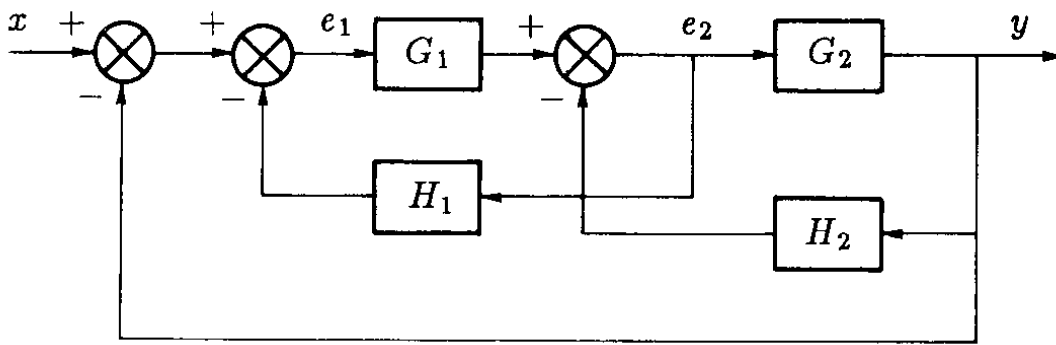 x + + e₁ G₁ + e₂ G₂ y
− − −
H₁
H₂